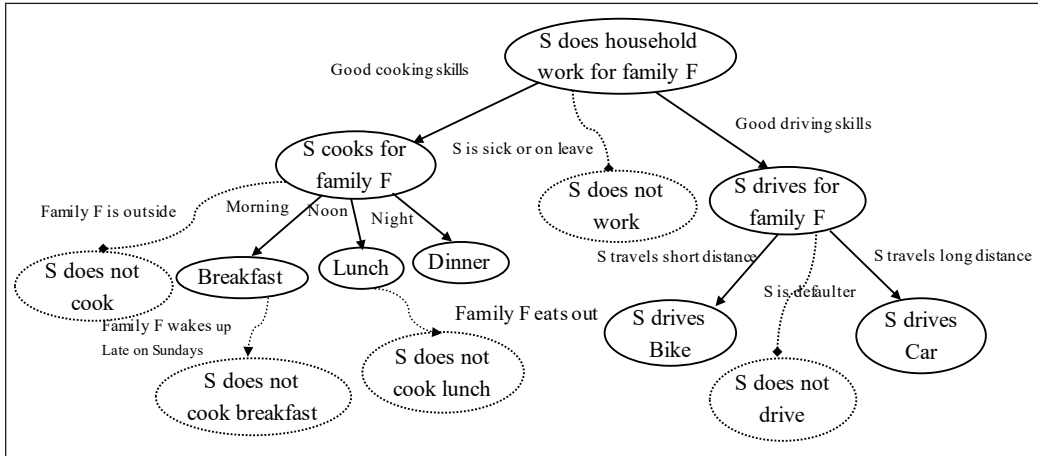 S does household
work for family F
Good cooking skills
Good driving skills
S cooks for
family F
S is sick or on leave
S does not
work
S drives for
family F
Family F is outside
Morning
Noon
Night
S does not
cook
Breakfast
Lunch
Dinner
S travels short distance
S travels long distance
S is defaulter
Family F wakes up
Late on Sundays
Family F eats out
S drives
Bike
S drives
Car
S does not
cook breakfast
S does not
cook lunch
S does not
drive